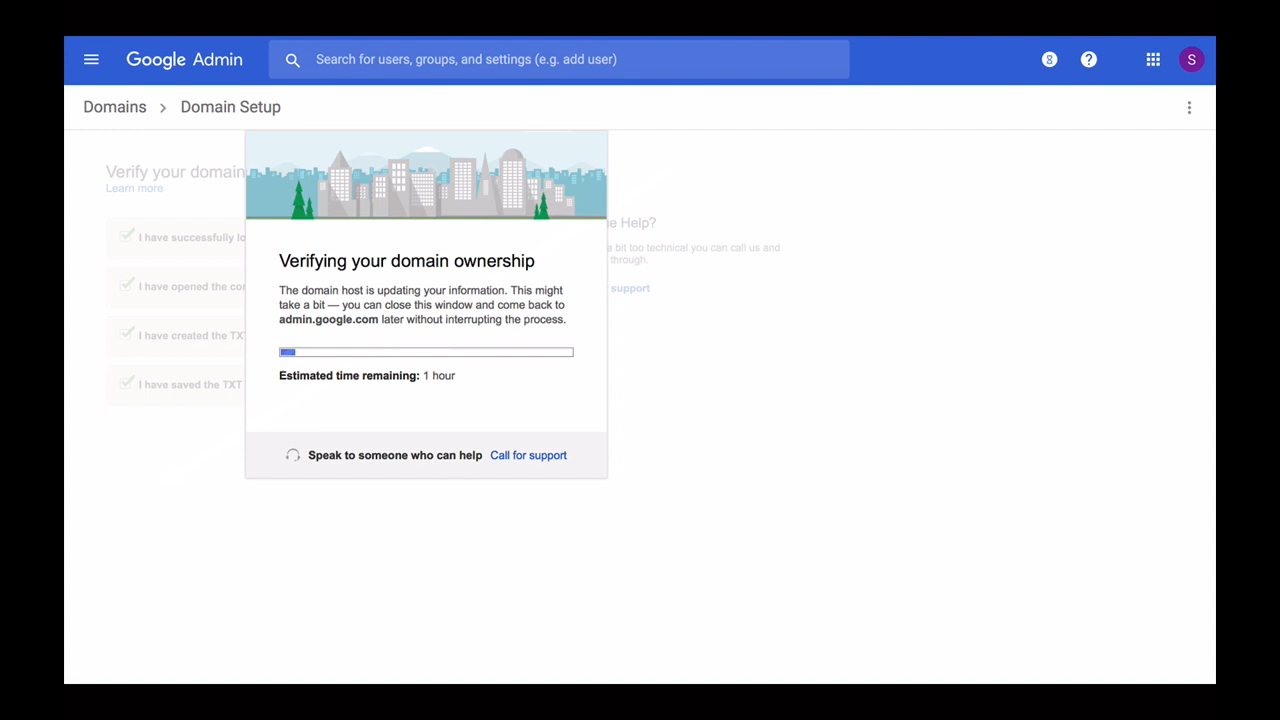 Google Admin
Search for users, groups, and settings (e.g. add user)
8
?
S
Domains > Domain Setup
Verify your domain
Learn more
I have successfully lo
I have opened the con
I have created the TXT
I have saved the TXT
e Help?
a bit too technical you can call us and
through.
support
Verifying your domain ownership
The domain host is updating your information. This might
take a bit — you can close this window and come back to
admin.google.com later without interrupting the process.
Estimated time remaining: 1 hour
Speak to someone who can help Call for support